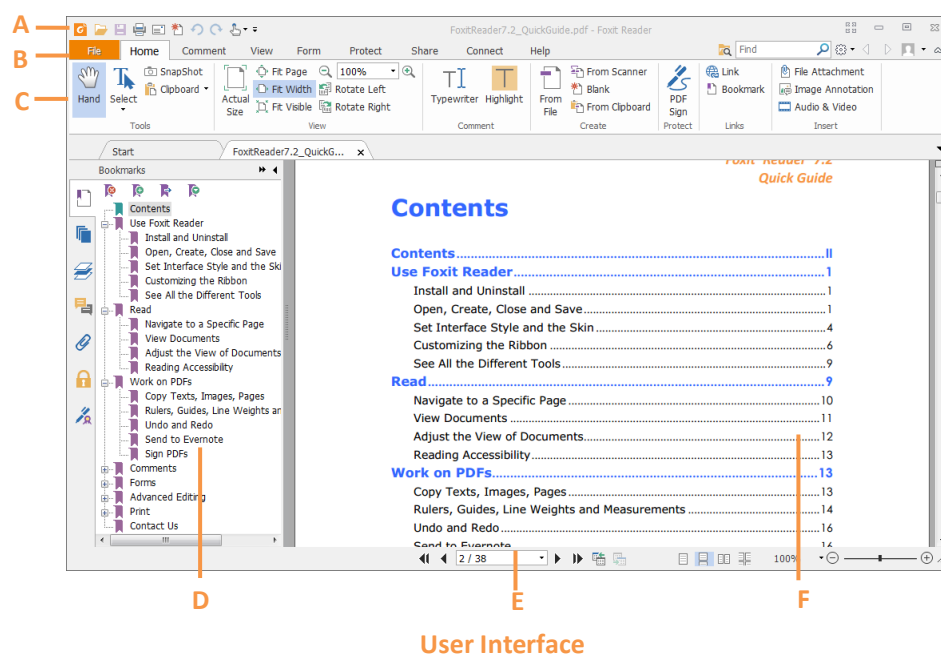 A
FoxitReader7.2_QuickGuide.pdf - Foxit Reader
B
File Home Comment View Form Protect Share Connect Help Find
C
Hand
Select
SnapShot
Clipboard
Tools
Actual Size
Fit Page
Fit Width
Fit Visible
100%
Rotate Left
Rotate Right
View
Typewriter
Highlight
Comment
From File
From Scanner
Blank
From Clipboard
Create
PDF Sign
Protect
Link
Bookmark
Links
File Attachment
Image Annotation
Audio & Video
Insert
Start
FoxitReader7.2_QuickG... x
Bookmarks
Contents
Use Foxit Reader
Install and Uninstall
Open, Create, Close and Save
Set Interface Style and the Ski
Customizing the Ribbon
See All the Different Tools
Read
Navigate to a Specific Page
View Documents
Adjust the View of Documents
Reading Accessibility
Work on PDFs
Copy Texts, Images, Pages
Rulers, Guides, Line Weights ar
Undo and Redo
Send to Evernote
Sign PDFs
Comments
Forms
Advanced Editing
Print
Contact Us
Foxit Reader 7.2
Quick Guide
Contents
Contents....................II
Use Foxit Reader....................1
Install and Uninstall....................1
Open, Create, Close and Save....................1
Set Interface Style and the Skin....................4
Customizing the Ribbon....................6
See All the Different Tools....................9
Read....................9
Navigate to a Specific Page....................10
View Documents....................11
Adjust the View of Documents....................12
Reading Accessibility....................13
Work on PDFs....................13
Copy Texts, Images, Pages....................13
Rulers, Guides, Line Weights and Measurements....................14
Undo and Redo....................16
Send to Evernote....................16
2 / 38
100%
D
E
F
User Interface